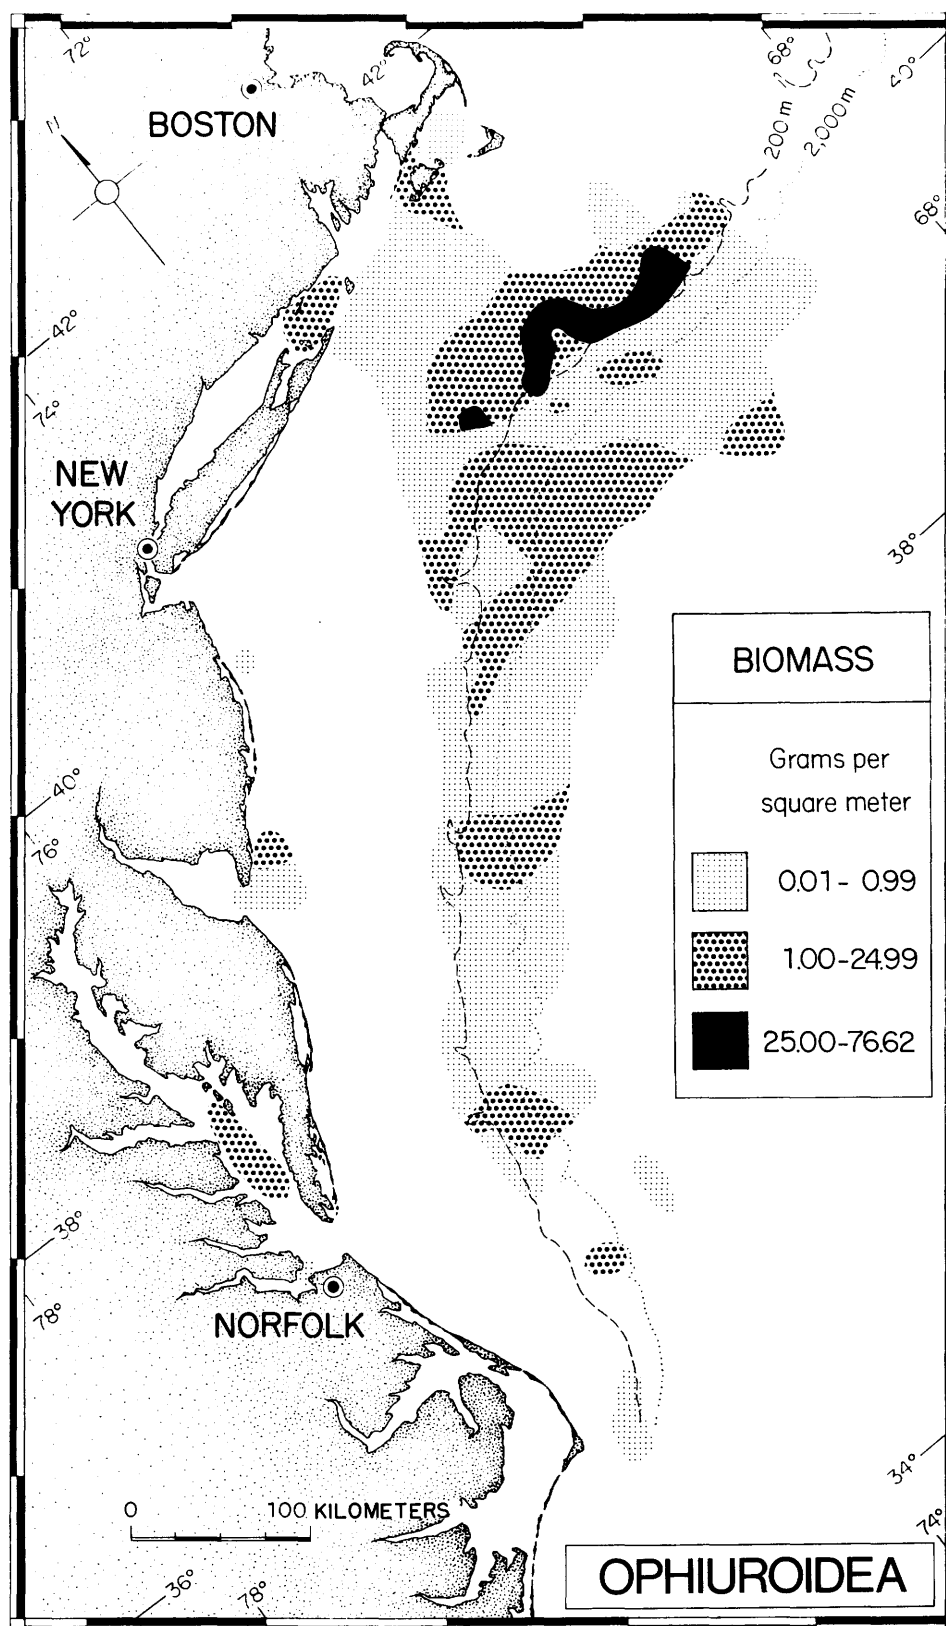 72°
42°
68°
40°
N
BOSTON
200 m
2,000 m
68°
42°
74°
NEW
YORK
38°
BIOMASS
Grams per
square meter
0.01 - 0.99
1.00-24.99
25.00-76.62
40°
76°
38°
78°
NORFOLK
34°
74°
0 100 KILOMETERS
36°
78°
OPHIUROIDEA